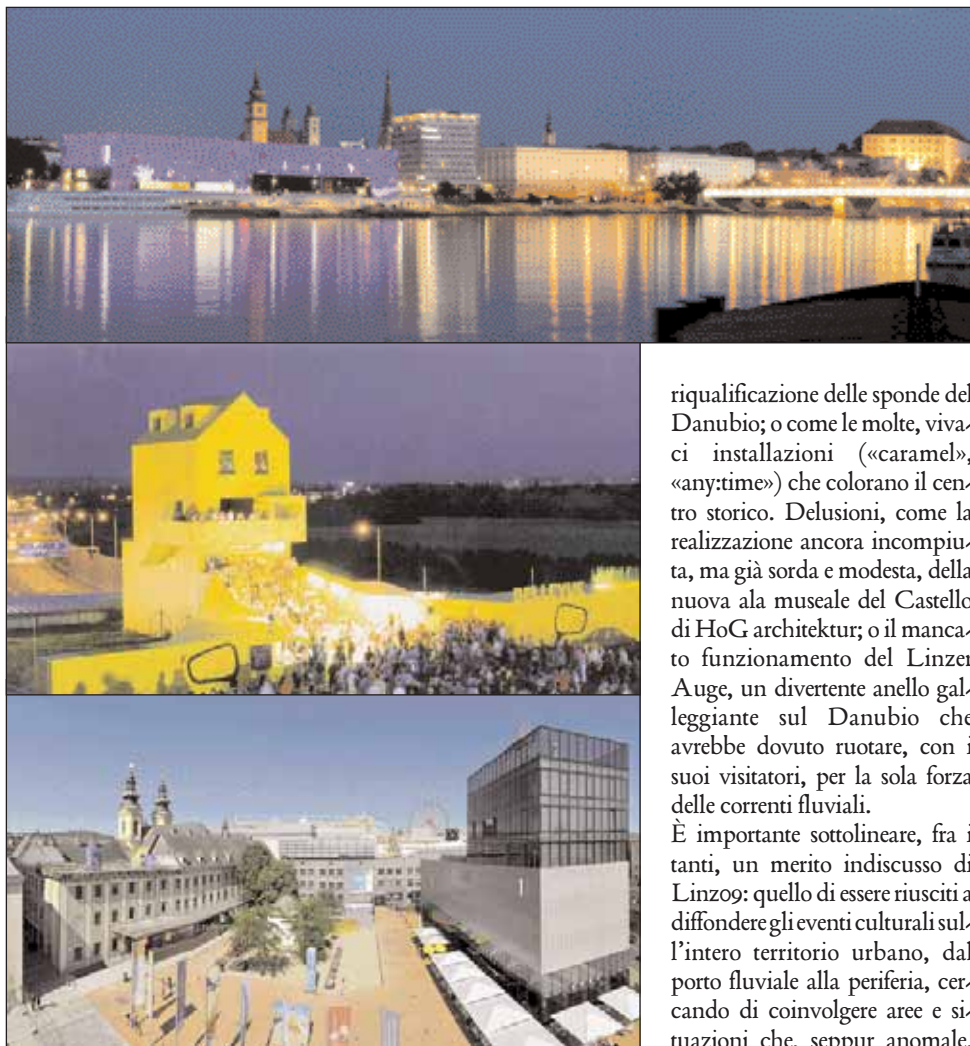 riqualificazione delle sponde del
Danubio; o come le molte, viva-
ci installazioni («caramel»,
«any:time») che colorano il cen-
tro storico. Delusioni, come la
realizzazione ancora incompiu-
ta, ma già sorda e modesta, della
nuova ala museale del Castello
di HoG architektur; o il manca-
to funzionamento del Linzer
Auge, un divertente anello gal-
leggiante sul Danubio che
avrebbe dovuto ruotare, con i
suoi visitatori, per la sola forza
delle correnti fluviali.
È importante sottolineare, fra i
tanti, un merito indiscusso di
Linz09: quello di essere riusciti a
diffondere gli eventi culturali sul-
l'intero territorio urbano, dal
porto fluviale alla periferia, cer-
cando di coinvolgere aree e si-
tuazioni che, seppur anomale,